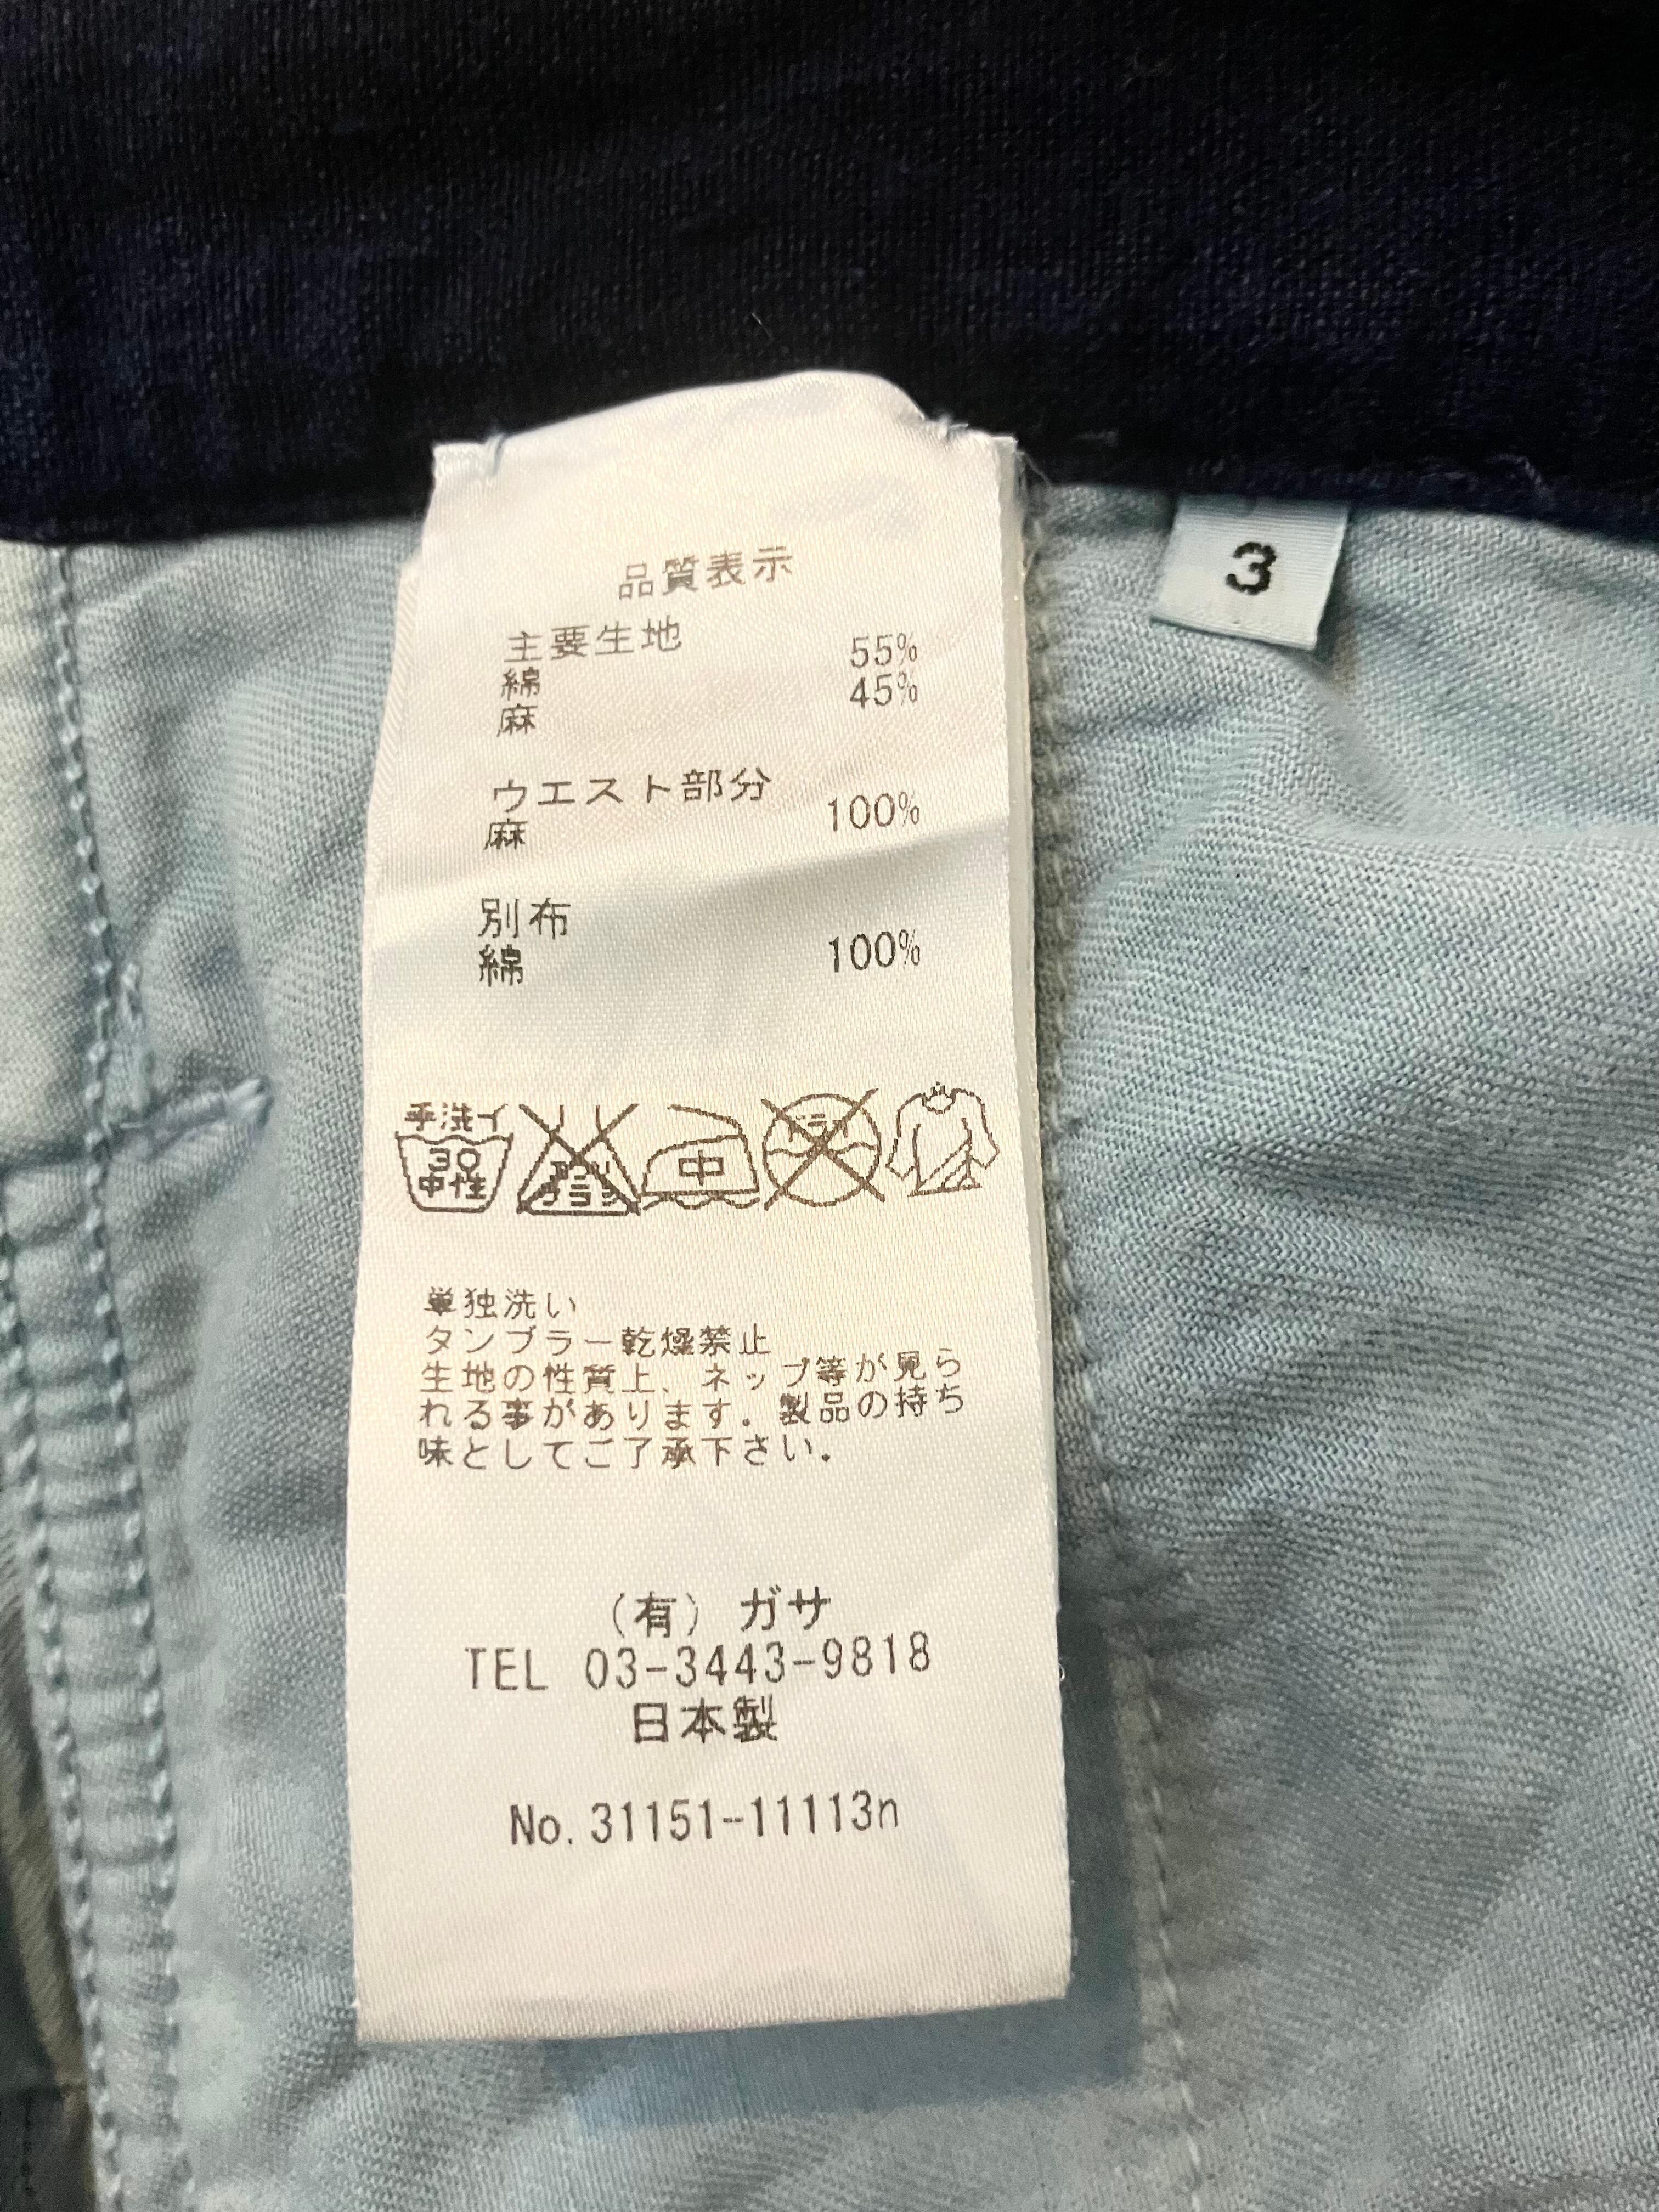 品質表示
主要生地
綿 55%
麻 45%
ウエスト部分
麻 100%
別布
綿 100%
手洗イ
30
中性
中
ドライ
単独洗い
タンブラー乾燥禁止
生地の性質上、ネップ等が見ら
れる事があります。製品の持ち
味としてご了承下さい。
(有) ガサ
TEL 03-3443-9818
日本製
No.31151-11113n
3